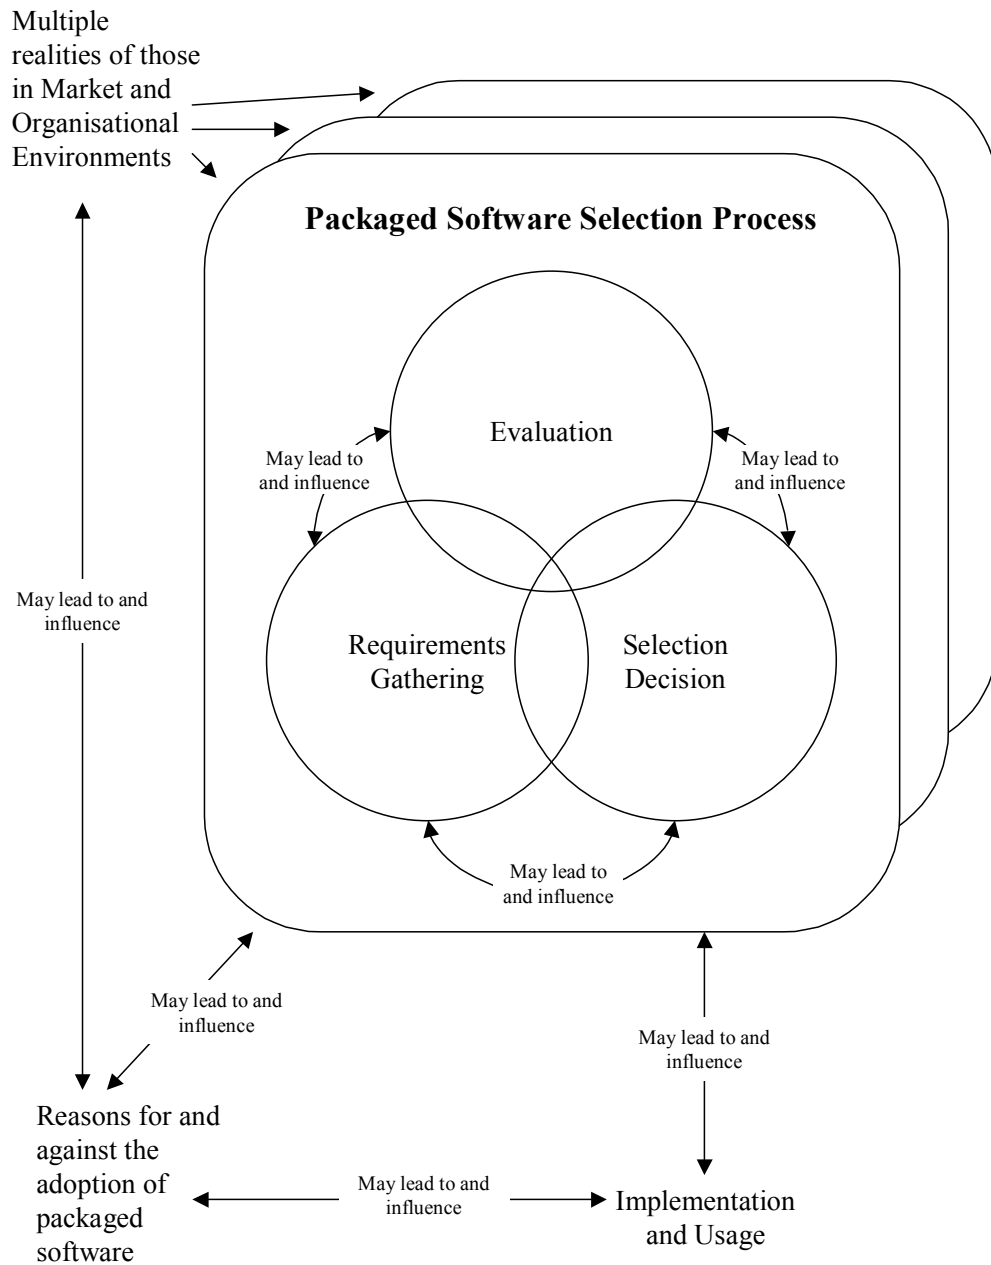 Multiple
realities of those
in Market and
Organisational
Environments
Packaged Software Selection Process
Evaluation
May lead to
and influence
May lead to
and influence
May lead to and
influence
Requirements
Gathering
Selection
Decision
May lead to
and influence
May lead to and
influence
May lead to and
influence
Reasons for and
against the
adoption of
packaged
software
May lead to and
influence
Implementation
and Usage